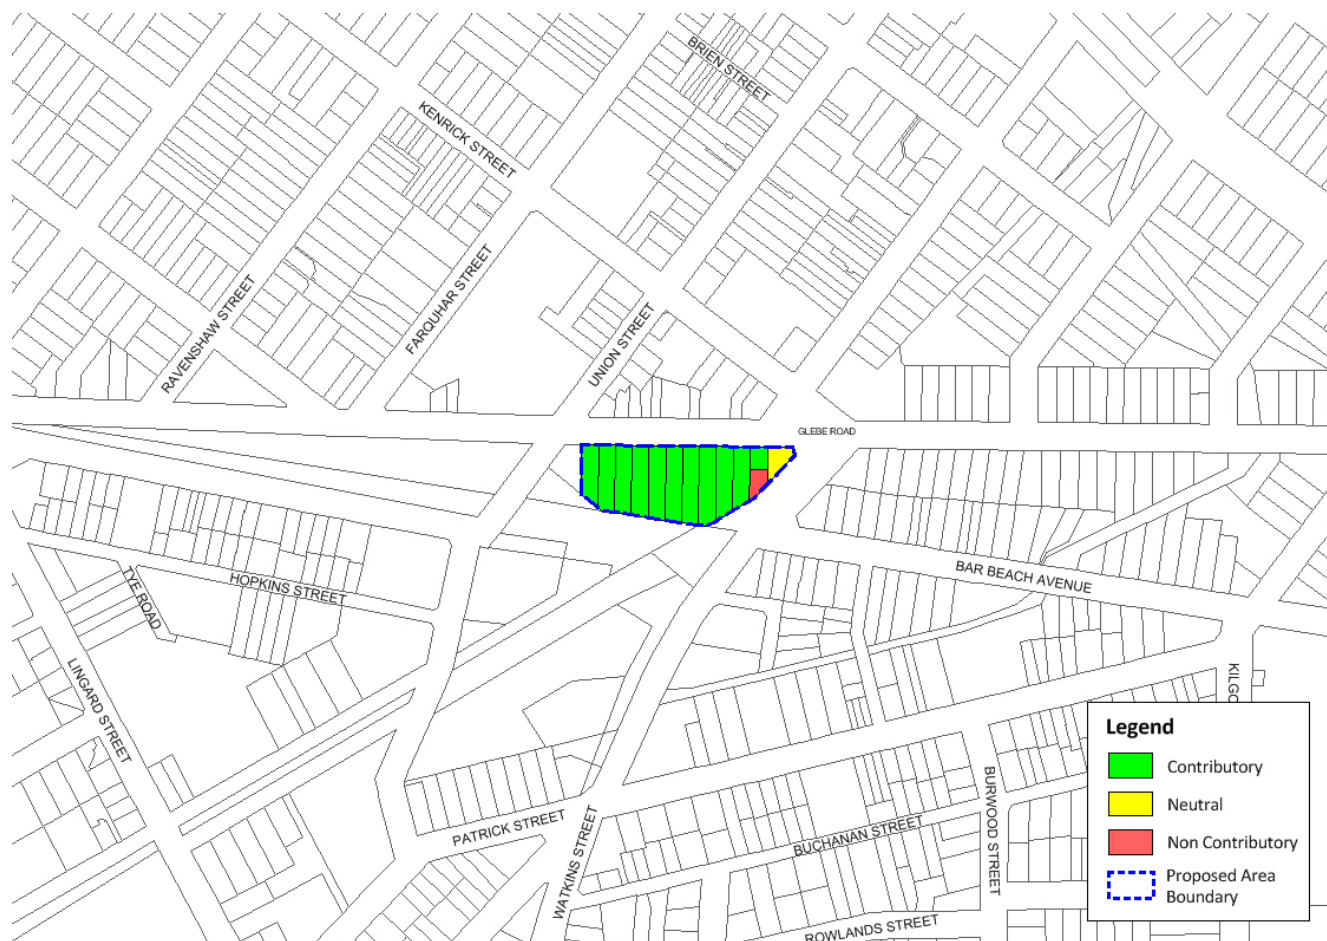 BRIEN STREET
KENRICK STREET
FARQUHAR STREET
RAVENSHAW STREET
UNION STREET
GLEBE ROAD
BAR BEACH AVENUE
HOPKINS STREET
TYE ROAD
LINGARD STREET
KILGO
Legend
Contributory
Neutral
Non Contributory
Proposed Area
Boundary
PATRICK STREET
WATKINS STREET
BUCHANAN STREET
BURWOOD STREET
ROWLANDS STREET